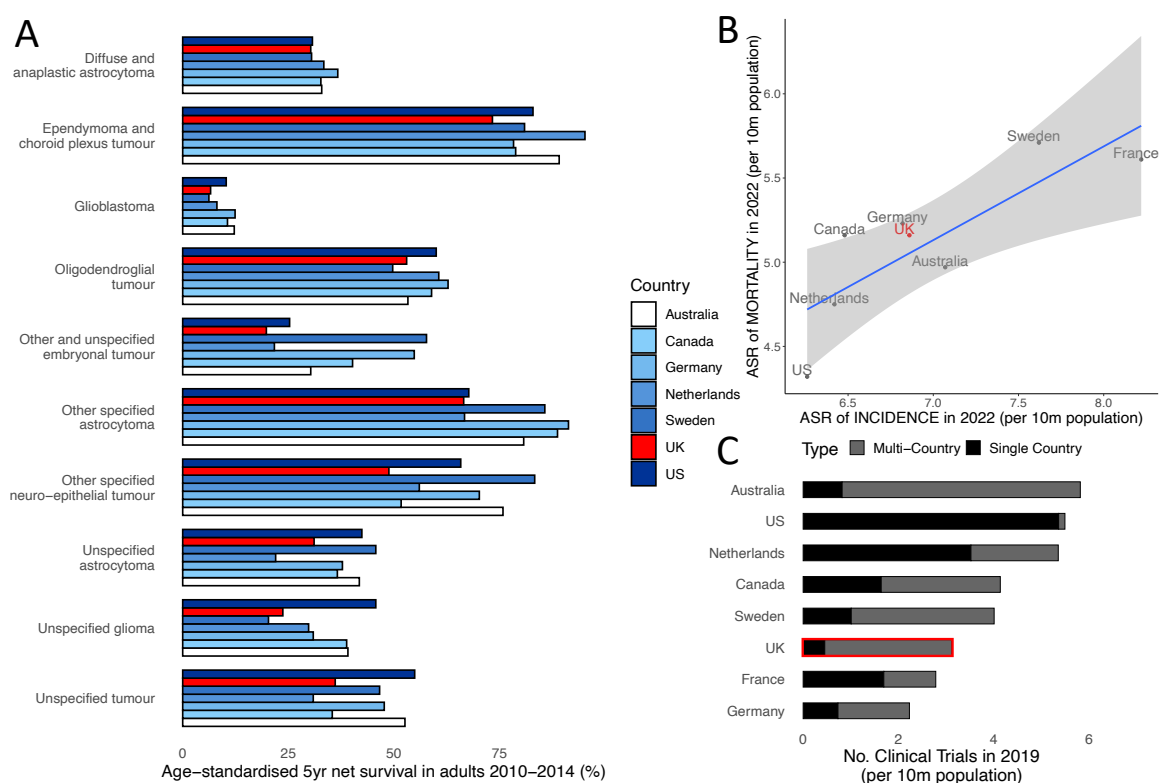 A
Diffuse and
anaplastic astrocytoma
Ependymoma and
choroid plexus tumour
Glioblastoma
Oligodendroglial
tumour
Other and unspecified
embryonal tumour
Other specified
astrocytoma
Other specified
neuro−epithelial tumour
Unspecified
astrocytoma
Unspecified glioma
Unspecified tumour
0 25 50 75
Age−standardised 5yr net survival in adults 2010−2014 (%)
Country
Australia
Canada
Germany
Netherlands
Sweden
UK
US
B
ASR of MORTALITY in 2022 (per 10m population)
6.0
5.5
5.0
4.5
Sweden
France
Germany
Canada
UK
Australia
Netherlands
US
6.5 7.0 7.5 8.0
ASR of INCIDENCE in 2022 (per 10m population)
C
Type Multi−Country Single Country
Australia
US
Netherlands
Canada
Sweden
UK
France
Germany
0 2 4 6
No. Clinical Trials in 2019
(per 10m population)